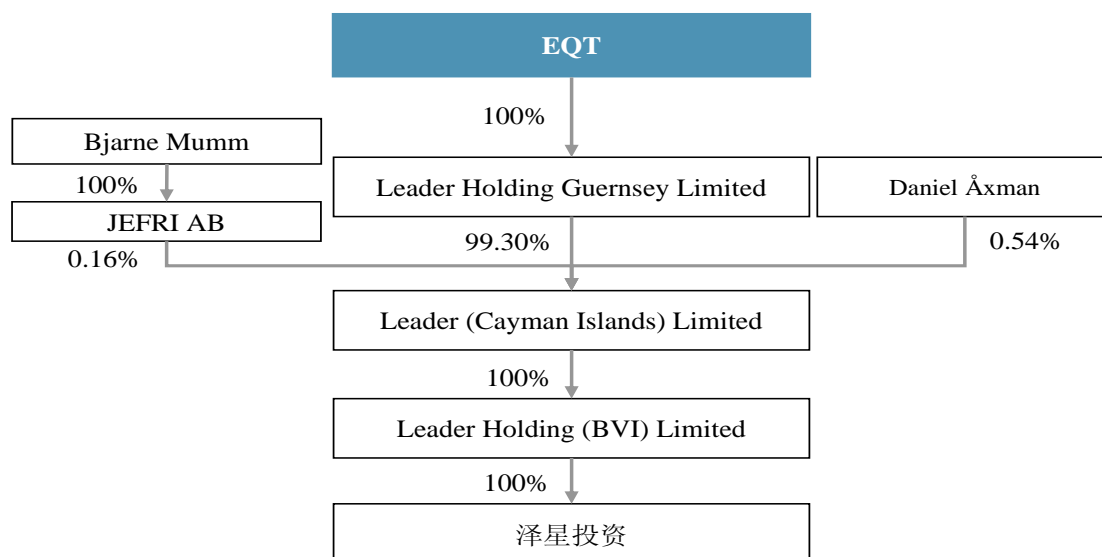 EQT
100%
Bjarne Mumm
100%
Leader Holding Guernsey Limited
Daniel Åxman
JEFRI AB
0.16%
99.30%
0.54%
Leader (Cayman Islands) Limited
100%
Leader Holding (BVI) Limited
100%
泽星投资